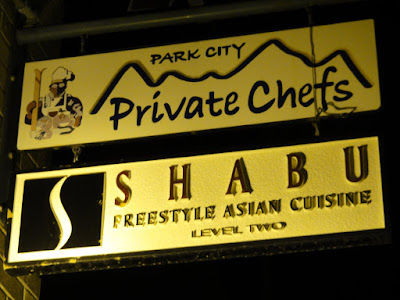 PARK CITY
Private Chefs
SHABU
FREESTYLE ASIAN CUISINE
LEVEL TWO